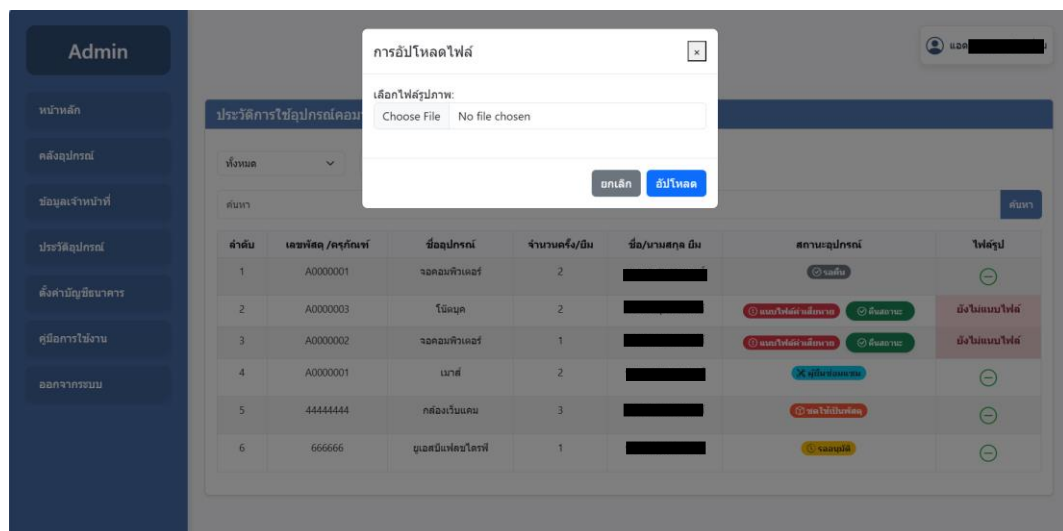 Admin
หน้าหลัก
คลังอุปกรณ์
ข้อมูลเจ้าหน้าที่
ประวัติอุปกรณ์
ตั้งค่าบัญชีธนาคาร
คู่มือการใช้งาน
ออกจากระบบ
แอด
การอัปโหลดไฟล์
×
เลือกไฟล์รูปภาพ:
Choose File No file chosen
ยกเลิก อัปโหลด
ประวัติการใช้อุปกรณ์คอม
ทั้งหมด
ค้นหา ค้นหา
ลำดับ เลขพัสดุ /ครุภัณฑ์ ชื่ออุปกรณ์ จำนวนครั้ง/ยืม ชื่อ/นามสกุล ยืม สถานะอุปกรณ์ ไฟล์รูป
1 A0000001 จอคอมพิวเตอร์ 2 รอคืน
2 A0000003 โน๊ตบุค 2 แนบไฟล์ค่าเสียหาย คืนสถานะ ยังไม่แนบไฟล์
3 A0000002 จอคอมพิวเตอร์ 1 แนบไฟล์ค่าเสียหาย คืนสถานะ ยังไม่แนบไฟล์
4 A0000001 เมาส์ 2 ผู้ยืมซ่อมแซม
5 44444444 กล่องเว็บแคม 3 ชดใช้เป็นพัสดุ
6 666666 ยูเอสบีแฟลชไดรฟ์ 1 รออนุมัติ